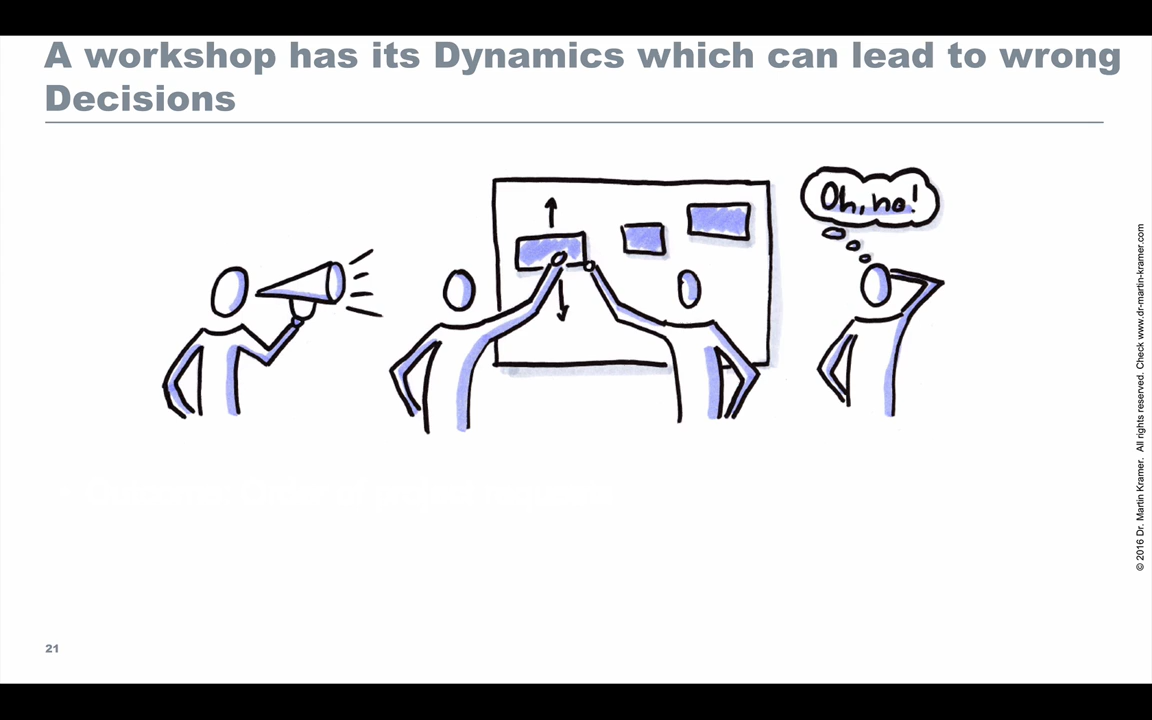 A workshop has its Dynamics which can lead to wrong
Decisions
Oh, no!
© 2016 Dr. Martin Kramer. All rights reserved. Check www.dr-martin-kramer.com
21